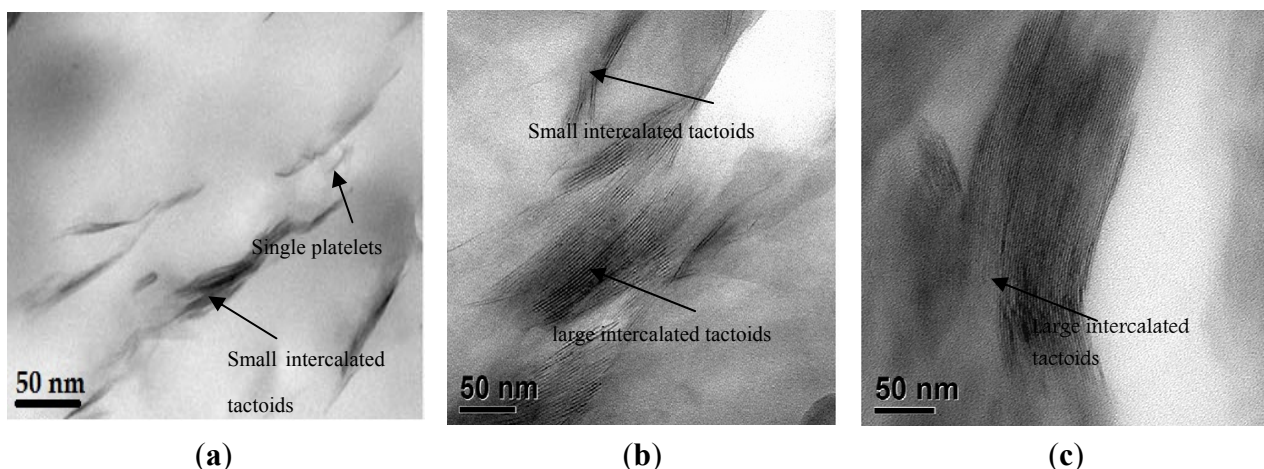 Single platelets
Small intercalated
tactoids
50 nm
(a)
Small intercalated tactoids
large intercalated tactoids
50 nm
(b)
Large intercalated
tactoids
50 nm
(c)